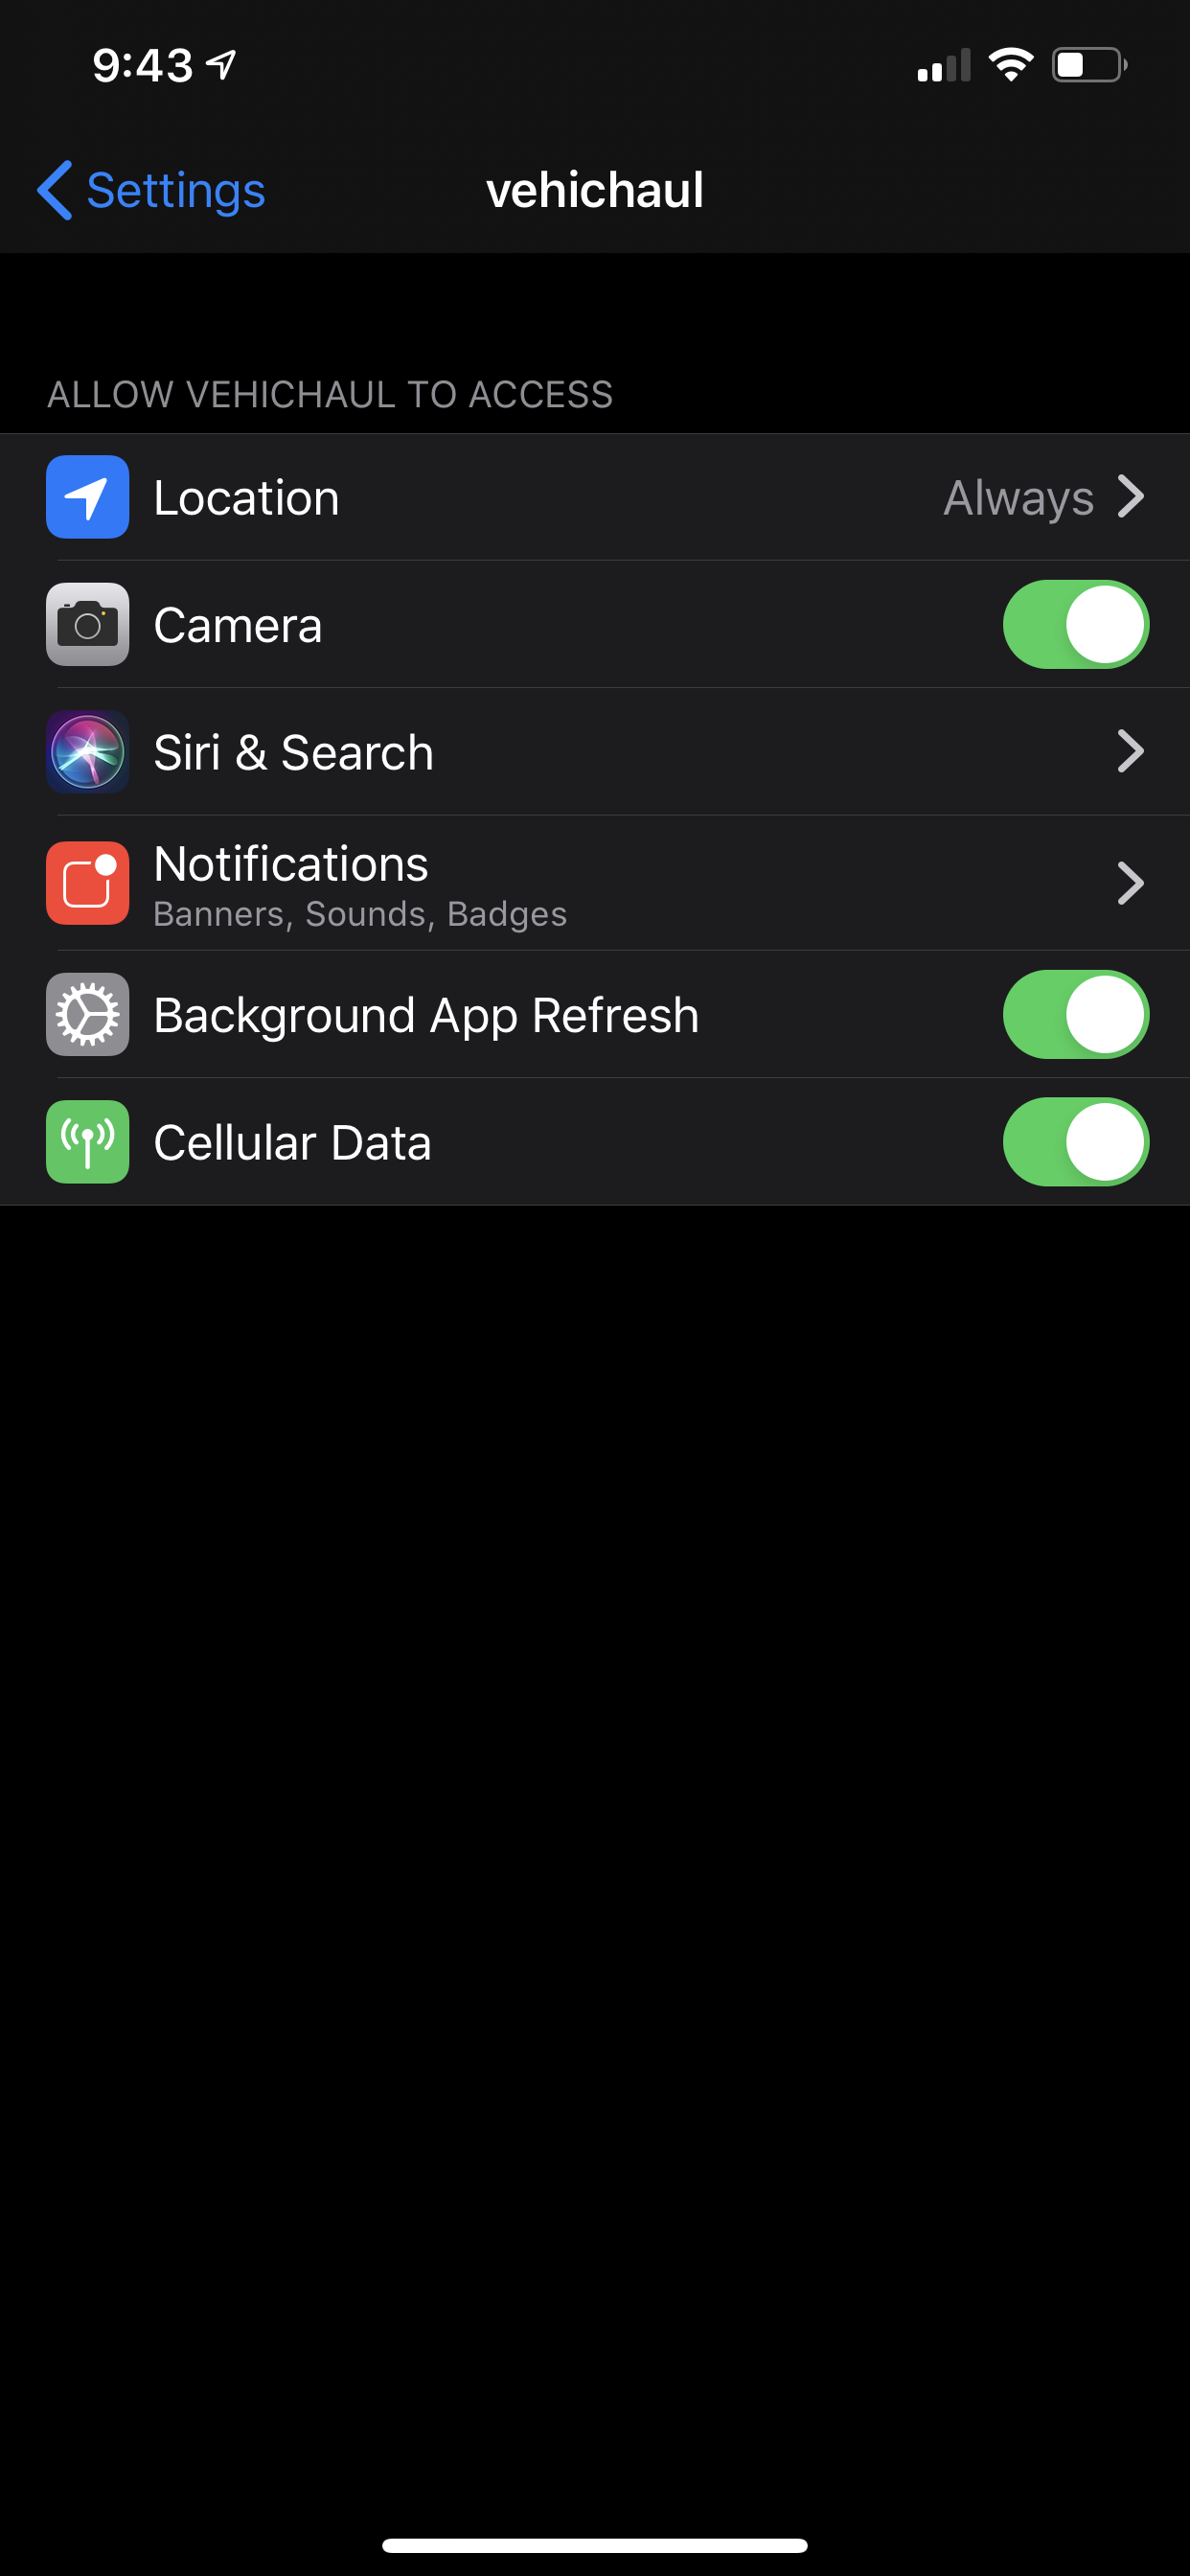 9:43
Settings
vehichaul
ALLOW VEHICHAUL TO ACCESS
Location Always
Camera
Siri & Search
Notifications
Banners, Sounds, Badges
Background App Refresh
Cellular Data